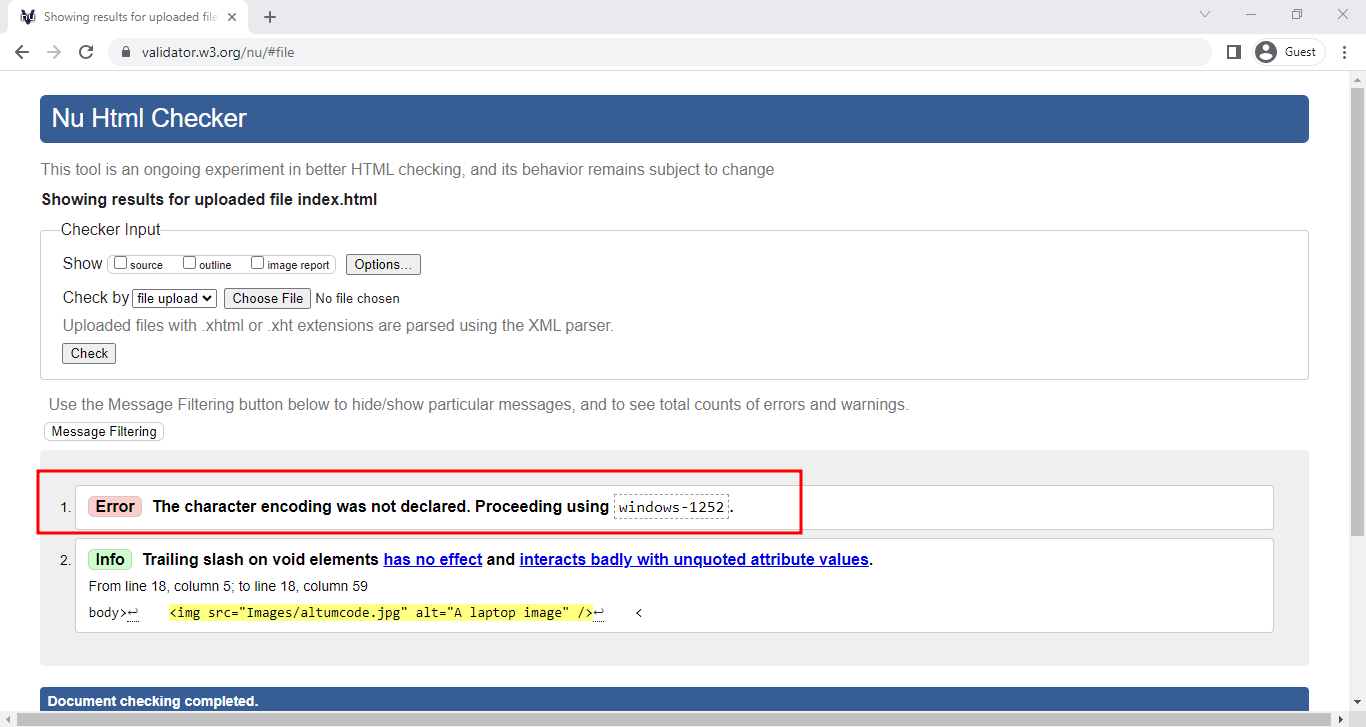 Showing results for uploaded file
validator.w3.org/nu/#file
Guest
Nu Html Checker
This tool is an ongoing experiment in better HTML checking, and its behavior remains subject to change
Showing results for uploaded file index.html
Checker Input
Show source outline image report Options...
Check by file upload Choose File No file chosen
Uploaded files with .xhtml or .xht extensions are parsed using the XML parser.
Check
Use the Message Filtering button below to hide/show particular messages, and to see total counts of errors and warnings.
Message Filtering
1. Error The character encoding was not declared. Proceeding using windows-1252.
2. Info Trailing slash on void elements has no effect and interacts badly with unquoted attribute values.
From line 18, column 5; to line 18, column 59
body>↩ <img src="Images/altumcode.jpg" alt="A laptop image" />↩ <
Document checking completed.